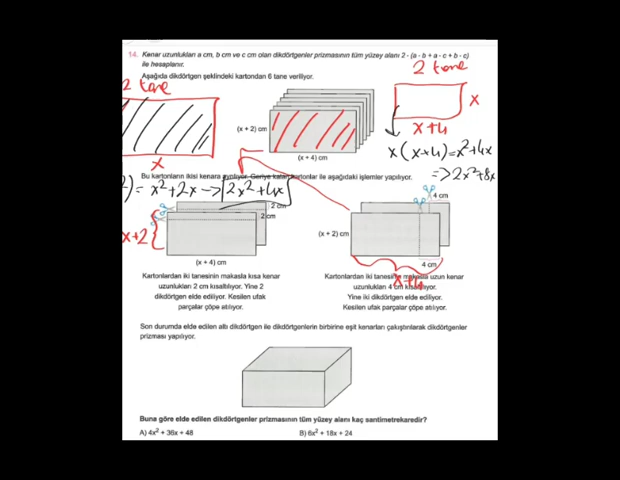 14. Kenar uzunlukları a cm, b cm ve c cm olan dikdörtgenler prizmasının tüm yüzey alanı 2 · (a · b + a · c + b · c)
ile hesaplanır.
Aşağıda dikdörtgen şeklindeki kartondan 6 tane veriliyor.
2 tane
2 tane
x
(x + 2) cm
x
x+4
(x + 4) cm
x(x+4)=x²+4x
=> 2x²+8x
Bu kartonların ikisi kenara ayrılıyor. Geriye kalan kartonlar ile aşağıdaki işlemler yapılıyor.
2) = x²+2x → 2x²+4x
2 cm
2 cm
4 cm
x+2
(x + 2) cm
(x + 4) cm
4 cm
x+4
Kartonlardan iki tanesinin makasla kısa kenar
uzunlukları 2 cm kısaltılıyor. Yine 2
dikdörtgen elde ediliyor. Kesilen ufak
parçalar çöpe atılıyor.
Kartonlardan iki tanesinin makasla uzun kenar
uzunlukları 4 cm kısaltılıyor.
Yine iki dikdörtgen elde ediliyor.
Kesilen ufak parçalar çöpe atılıyor.
Son durumda elde edilen altı dikdörtgen ile dikdörtgenlerin birbirine eşit kenarları çakıştırılarak dikdörtgenler
prizması yapılıyor.
Buna göre elde edilen dikdörtgenler prizmasının tüm yüzey alanı kaç santimetrekaredir?
A) 4x² + 36x + 48
B) 6x² + 18x + 24